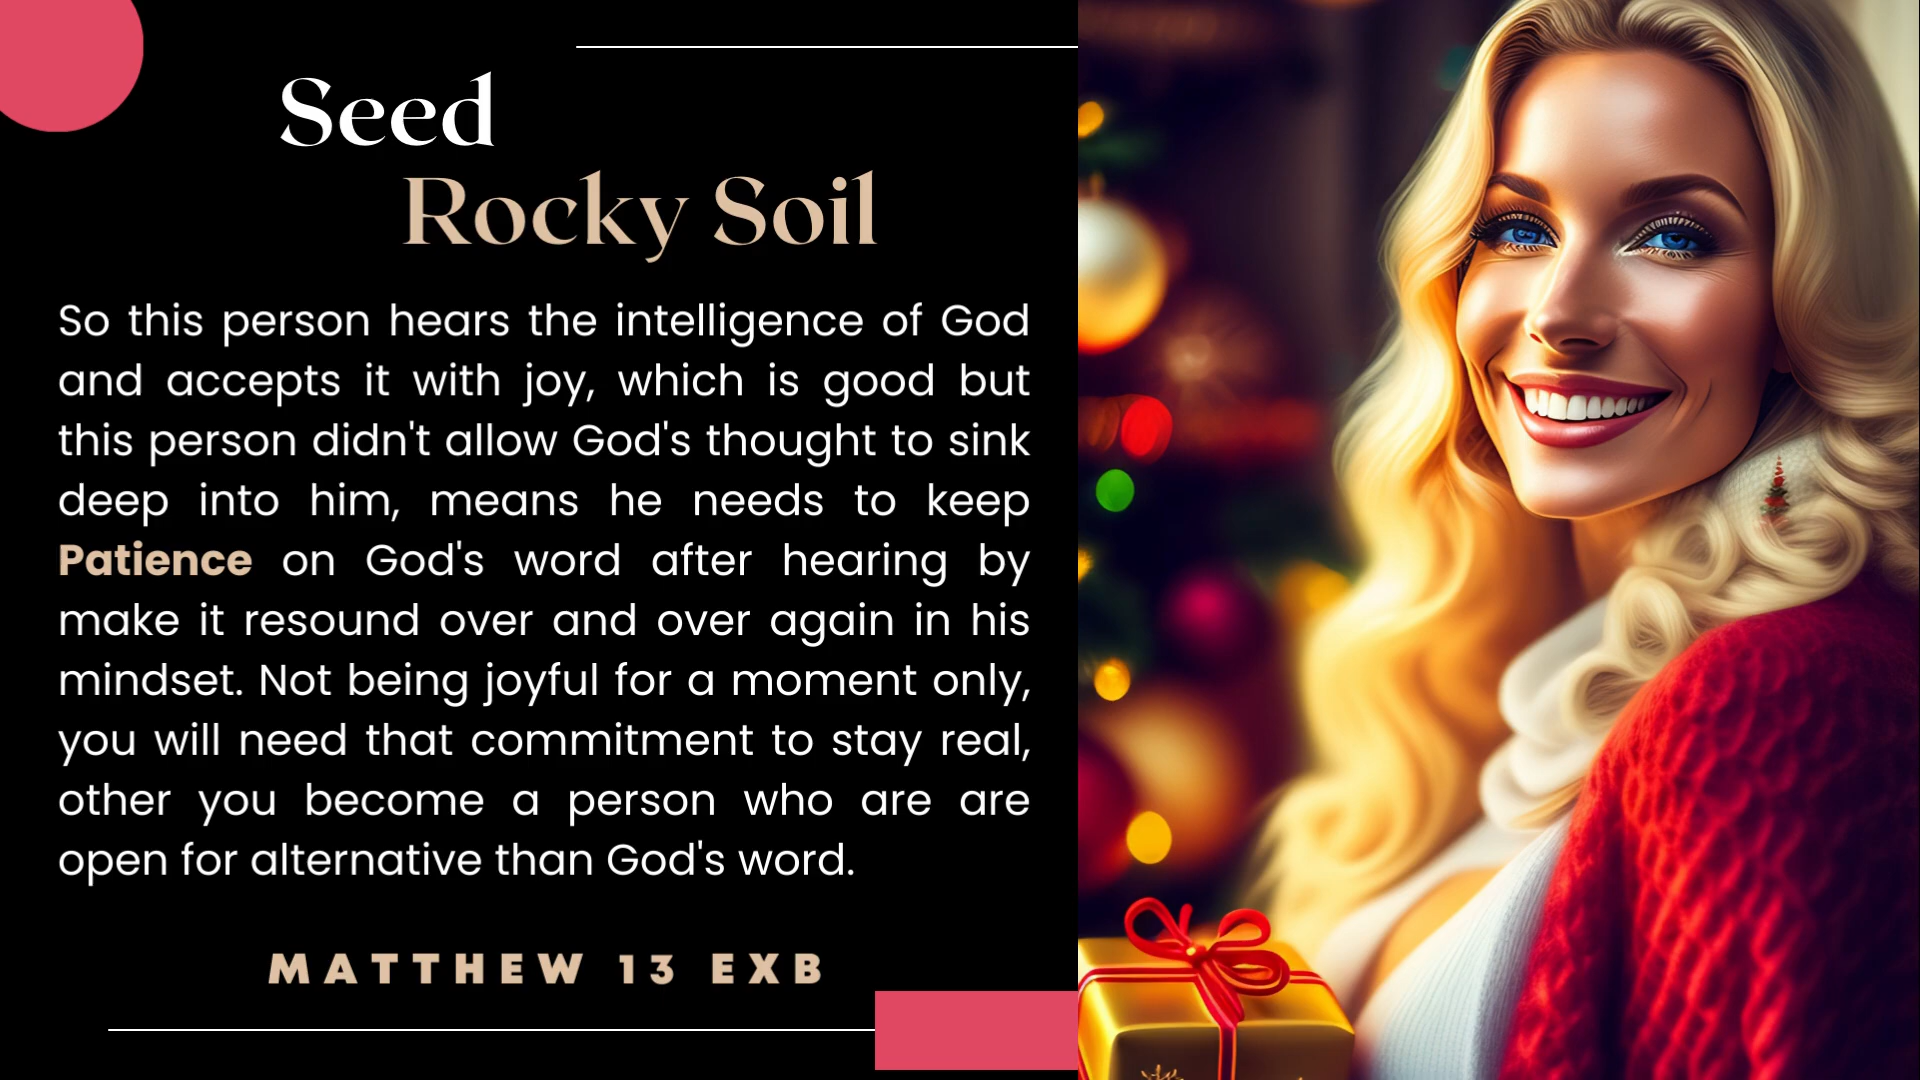 Seed
Rocky Soil
So this person hears the intelligence of God
and accepts it with joy, which is good but
this person didn't allow God's thought to sink
deep into him, means he needs to keep
Patience on God's word after hearing by
make it resound over and over again in his
mindset. Not being joyful for a moment only,
you will need that commitment to stay real,
other you become a person who are are
open for alternative than God's word.
MATTHEW 13 EXB